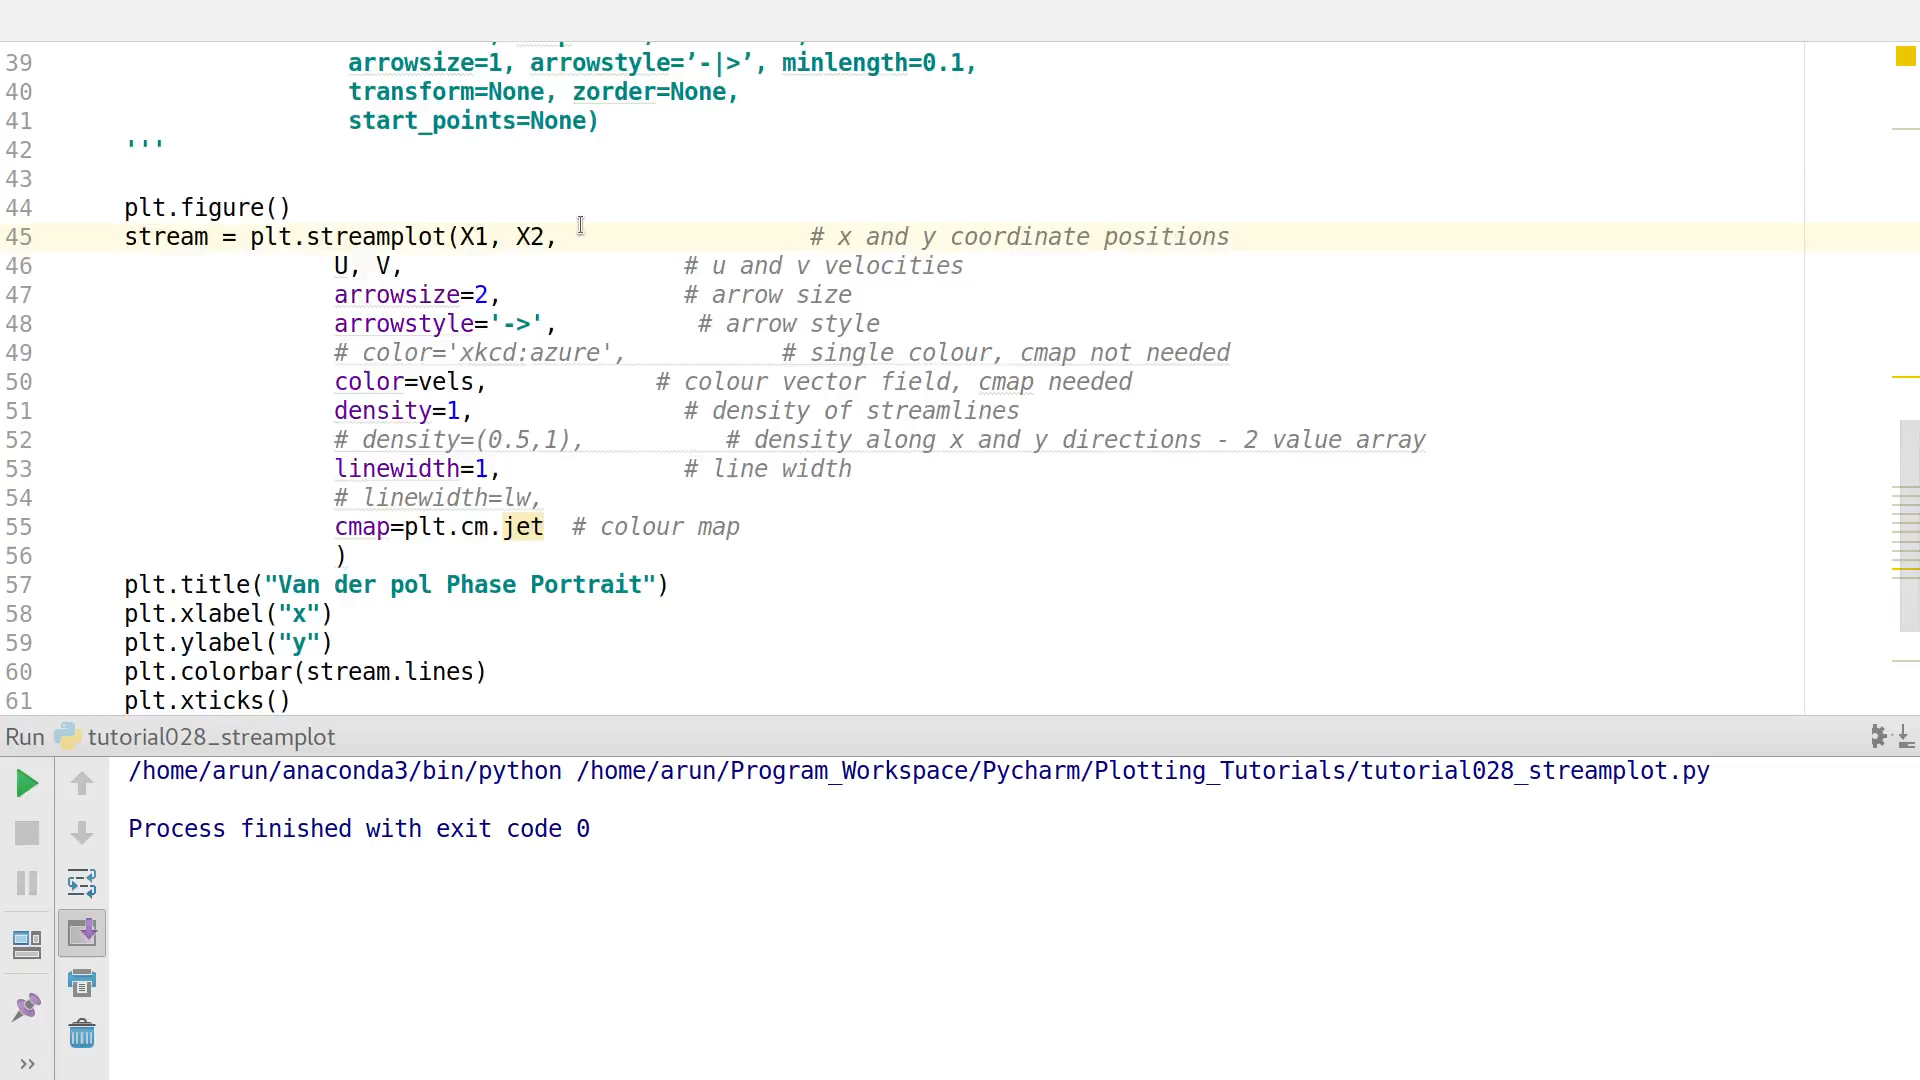 39 arrowsize=1, arrowstyle=’-|>’, minlength=0.1,
40 transform=None, zorder=None,
41 start_points=None)
42 '''
43
44 plt.figure()
45 stream = plt.streamplot(X1, X2, # x and y coordinate positions
46 U, V, # u and v velocities
47 arrowsize=2, # arrow size
48 arrowstyle='->', # arrow style
49 # color='xkcd:azure', # single colour, cmap not needed
50 color=vels, # colour vector field, cmap needed
51 density=1, # density of streamlines
52 # density=(0.5,1), # density along x and y directions - 2 value array
53 linewidth=1, # line width
54 # linewidth=lw,
55 cmap=plt.cm.jet # colour map
56 )
57 plt.title("Van der pol Phase Portrait")
58 plt.xlabel("x")
59 plt.ylabel("y")
60 plt.colorbar(stream.lines)
61 plt.xticks()
Run tutorial028_streamplot
/home/arun/anaconda3/bin/python /home/arun/Program_Workspace/Pycharm/Plotting_Tutorials/tutorial028_streamplot.py
Process finished with exit code 0